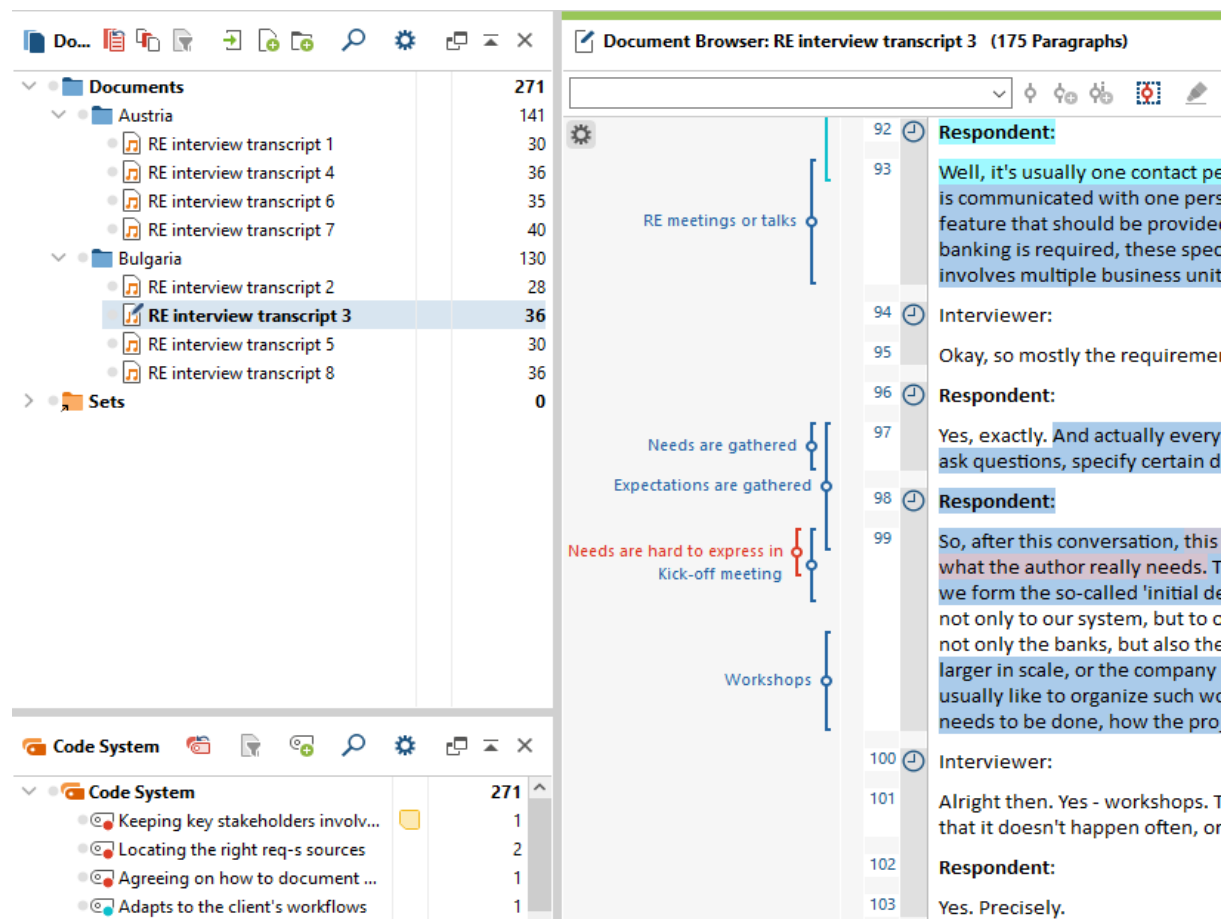 Do...
Documents 271
Austria 141
RE interview transcript 1 30
RE interview transcript 4 36
RE interview transcript 6 35
RE interview transcript 7 40
Bulgaria 130
RE interview transcript 2 28
RE interview transcript 3 36
RE interview transcript 5 30
RE interview transcript 8 36
Sets 0
Code System
Code System 271
Keeping key stakeholders involv... 1
Locating the right req-s sources 2
Agreeing on how to document ... 1
Adapts to the client's workflows 1
Document Browser: RE interview transcript 3 (175 Paragraphs)
92 Respondent:
93 Well, it's usually one contact pe
is communicated with one pers
RE meetings or talks
feature that should be provided
banking is required, these spec
involves multiple business unit
94 Interviewer:
95 Okay, so mostly the requiremen
96 Respondent:
97 Yes, exactly. And actually every
Needs are gathered
ask questions, specify certain d
Expectations are gathered
98 Respondent:
99 So, after this conversation, this
Needs are hard to express in
what the author really needs. T
Kick-off meeting
we form the so-called 'initial de
not only to our system, but to o
not only the banks, but also the
larger in scale, or the company
Workshops
usually like to organize such wo
needs to be done, how the proj
100 Interviewer:
101 Alright then. Yes - workshops. T
that it doesn't happen often, or
102 Respondent:
103 Yes. Precisely.